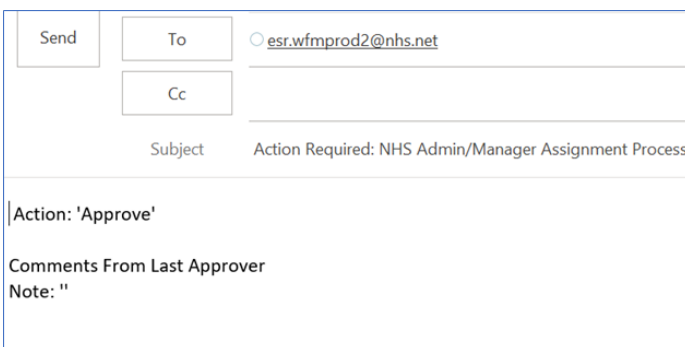 Send
To
esr.wfmprod2@nhs.net
Cc
Subject
Action Required: NHS Admin/Manager Assignment Process
Action: 'Approve'
Comments From Last Approver
Note: ''